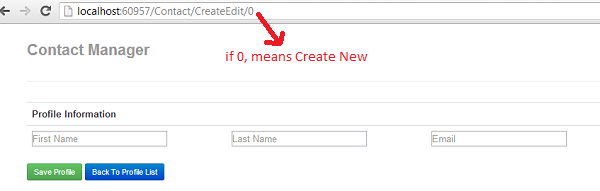 localhost:60957/Contact/CreateEdit/0
Contact Manager
if 0, means Create New
Profile Information
First Name
Last Name
Email
Save Profile
Back To Profile List